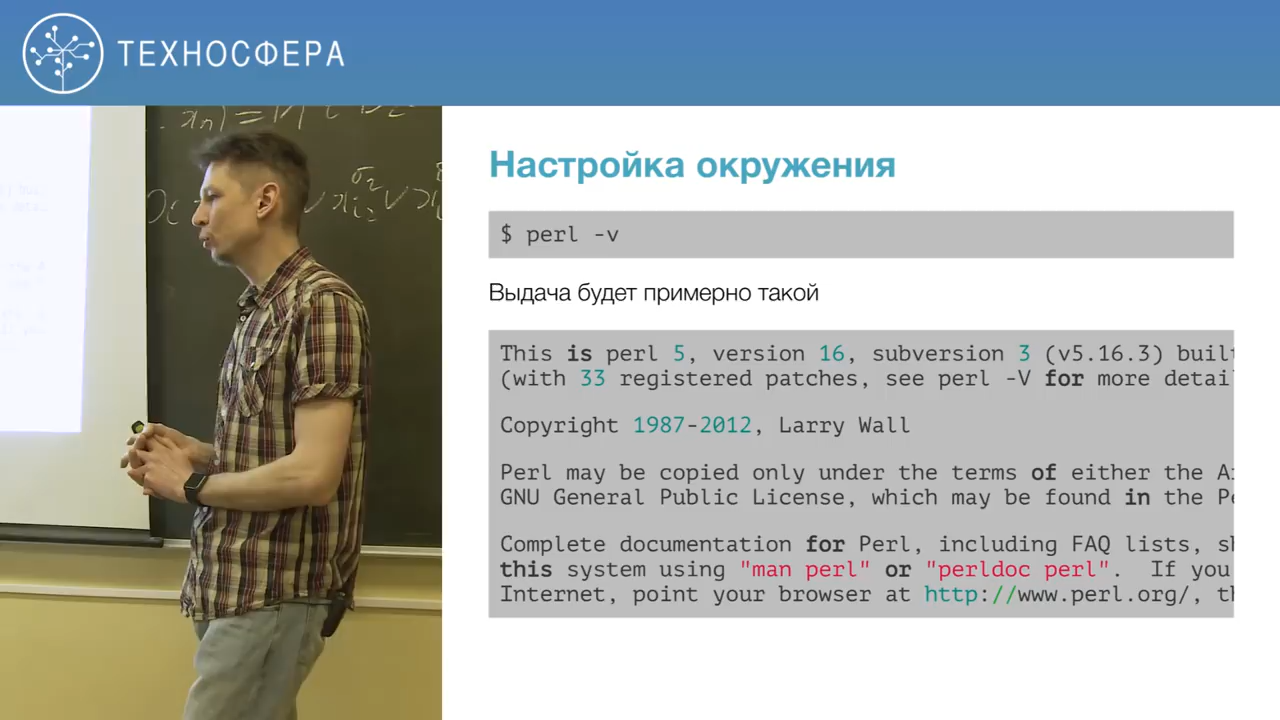 ТЕХНОСФЕРА
Настройка окружения
$ perl -v
Выдача будет примерно такой
This is perl 5, version 16, subversion 3 (v5.16.3) built
(with 33 registered patches, see perl -V for more detai
Copyright 1987-2012, Larry Wall
Perl may be copied only under the terms of either the A
GNU General Public License, which may be found in the P
Complete documentation for Perl, including FAQ lists, s
this system using "man perl" or "perldoc perl". If you
Internet, point your browser at http://www.perl.org/, t